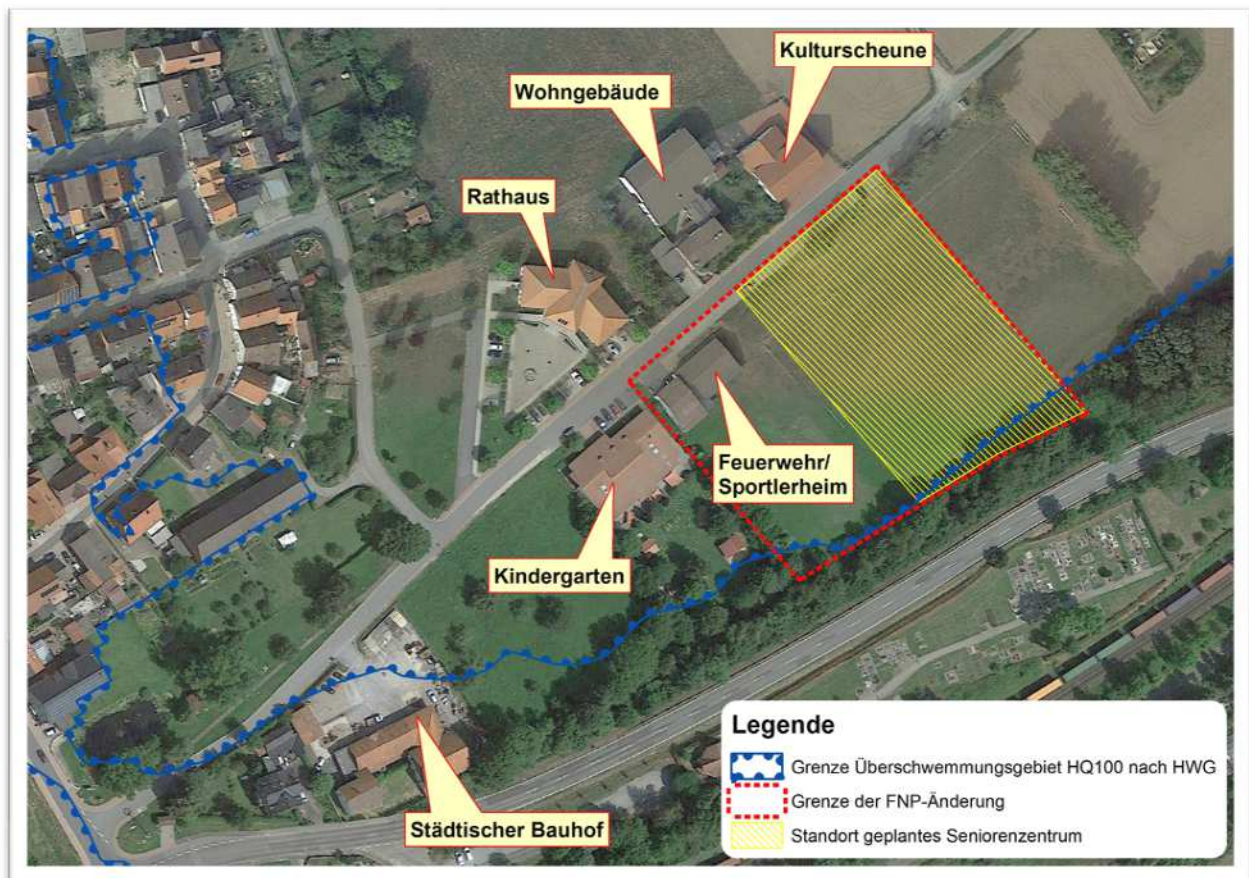 Kulturscheune
Wohngebäude
Rathaus
Feuerwehr/
Sportlerheim
Kindergarten
Städtischer Bauhof
Legende
Grenze Überschwemmungsgebiet HQ100 nach HWG
Grenze der FNP-Änderung
Standort geplantes Seniorenzentrum